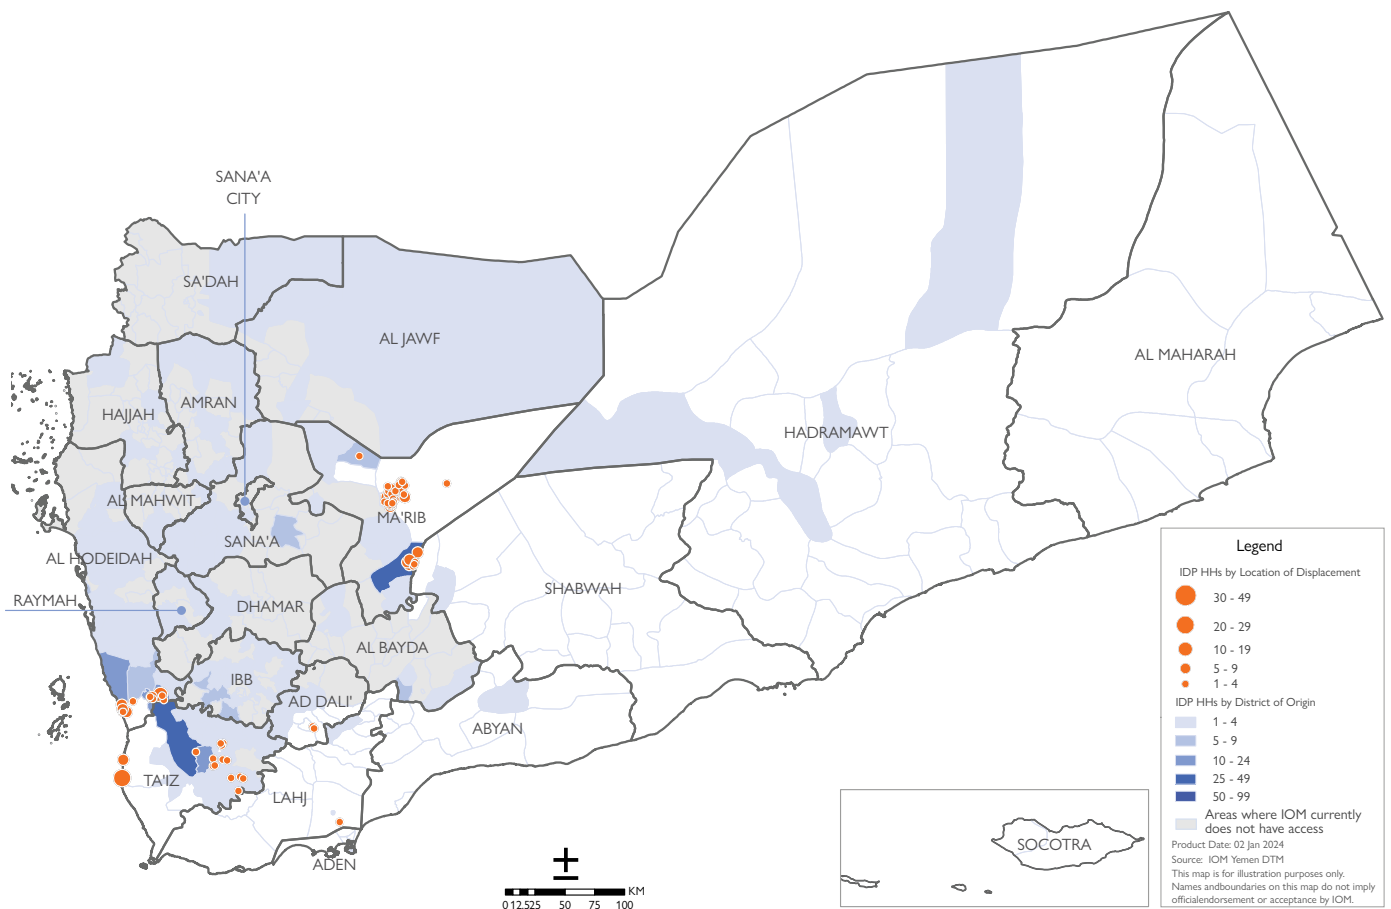 SANA'A
CITY
SA'DAH
AL JAWF
AL MAHARAH
AMRAN
HAJJAH
HADRAMAWT
AL MAHWIT
MA'RIB
SANA'A
AL HODEIDAH
SHABWAH
RAYMAH
DHAMAR
AL BAYDA
IBB
AD DALI'
ABYAN
TA'IZ
LAHJ
ADEN
SOCOTRA
KM
0 12.525 50 75 100
Legend
IDP HHs by Location of Displacement
30 - 49
20 - 29
10 - 19
5 - 9
1 - 4
IDP HHs by District of Origin
1 - 4
5 - 9
10 - 24
25 - 49
50 - 99
Areas where IOM currently
does not have access
Product Date: 02 Jan 2024
Source: IOM Yemen DTM
This map is for illustration purposes only.
Names andboundaries on this map do not imply
officialendorsement or acceptance by IOM.